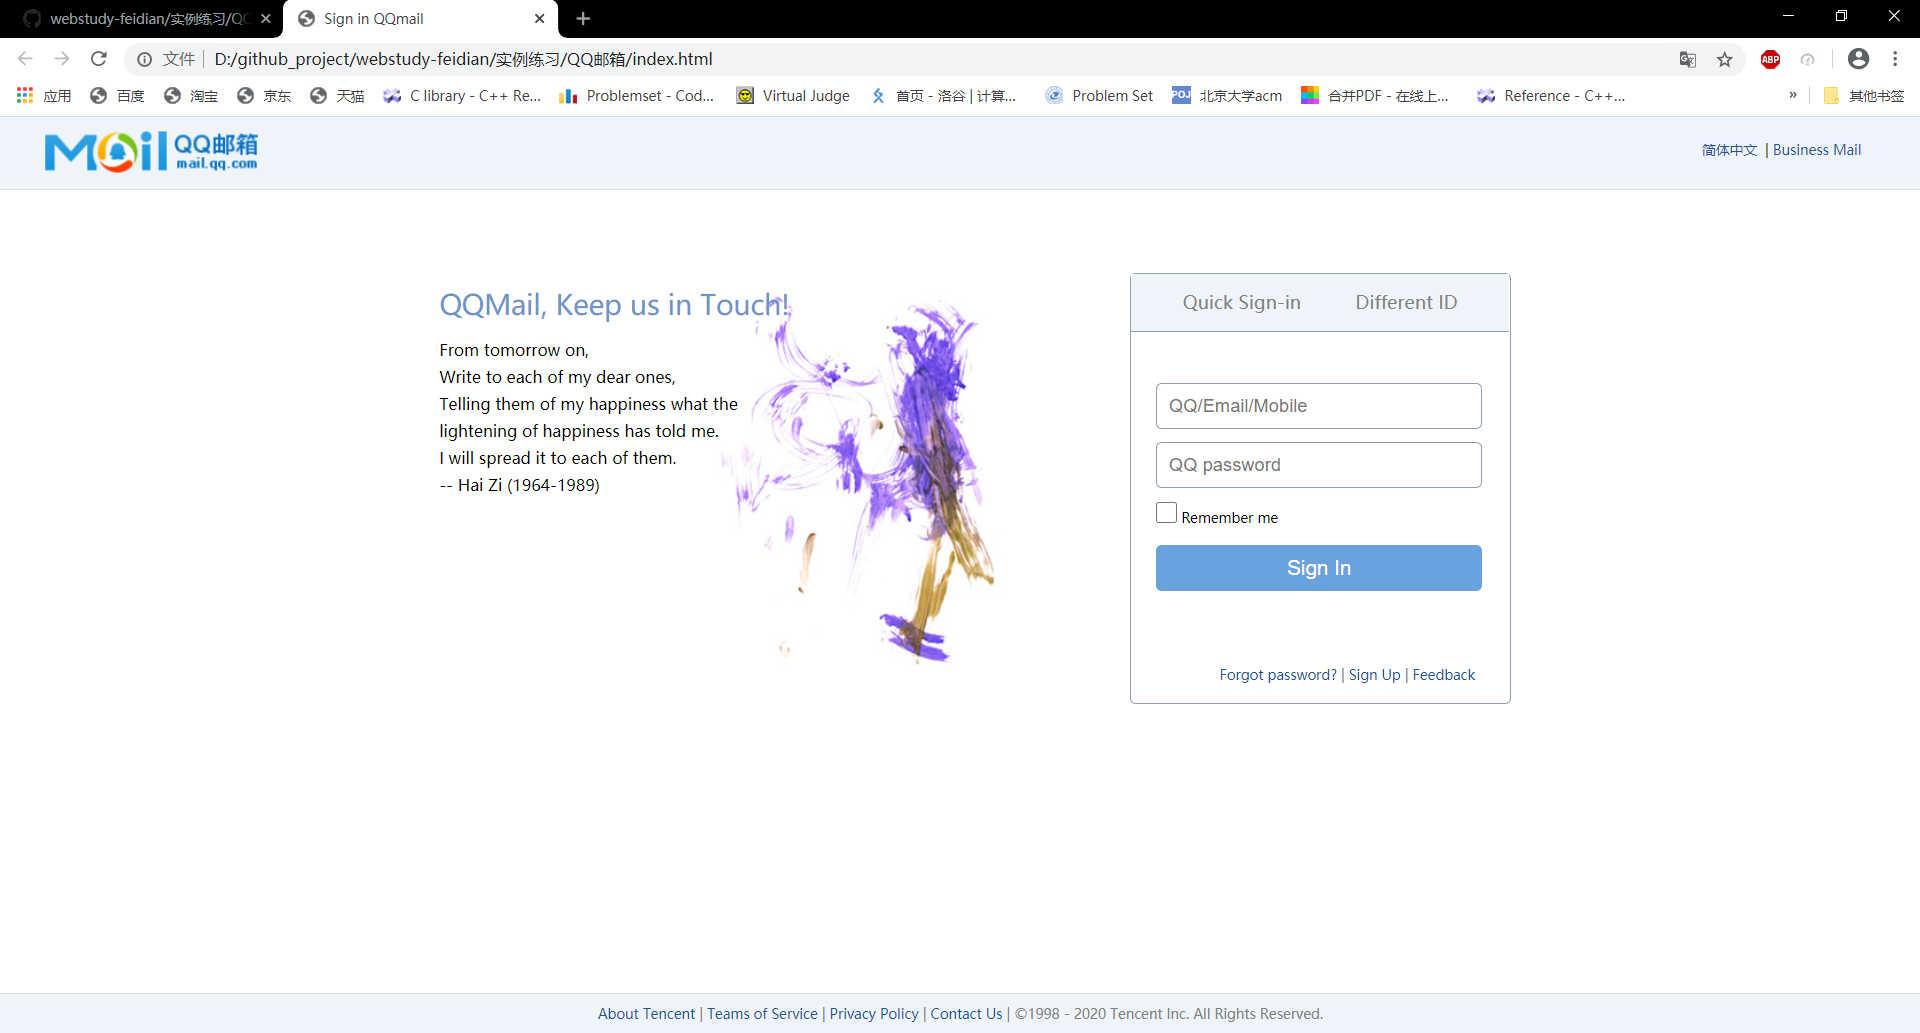 webstudy-feidian/实例练习/QC
Sign in QQmail
文件
D:/github_project/webstudy-feidian/实例练习/QQ邮箱/index.html
ABP
应用
百度
淘宝
京东
天猫
C library - C++ Re...
Problemset - Cod...
Virtual Judge
首页 - 洛谷 | 计算...
Problem Set
POJ
北京大学acm
合并PDF - 在线上...
Reference - C++...
»
其他书签
Mail QQ邮箱
mail.qq.com
简体中文 | Business Mail
QQMail, Keep us in Touch!
From tomorrow on,
Write to each of my dear ones,
Telling them of my happiness what the
lightening of happiness has told me.
I will spread it to each of them.
-- Hai Zi (1964-1989)
Quick Sign-in
Different ID
QQ/Email/Mobile
QQ password
Remember me
Sign In
Forgot password? | Sign Up | Feedback
About Tencent | Teams of Service | Privacy Policy | Contact Us | ©1998 - 2020 Tencent Inc. All Rights Reserved.